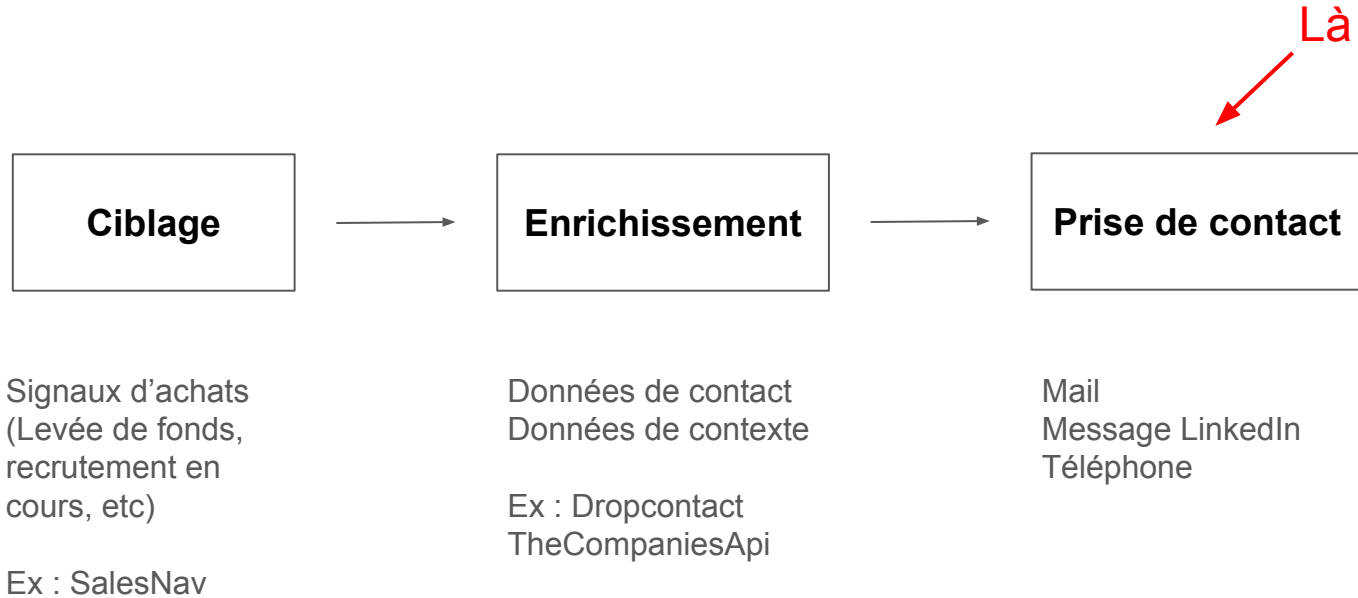 Là
Ciblage
Enrichissement
Prise de contact
Signaux d’achats
(Levée de fonds,
recrutement en
cours, etc)
Ex : SalesNav
Données de contact
Données de contexte
Ex : Dropcontact
TheCompaniesApi
Mail
Message LinkedIn
Téléphone